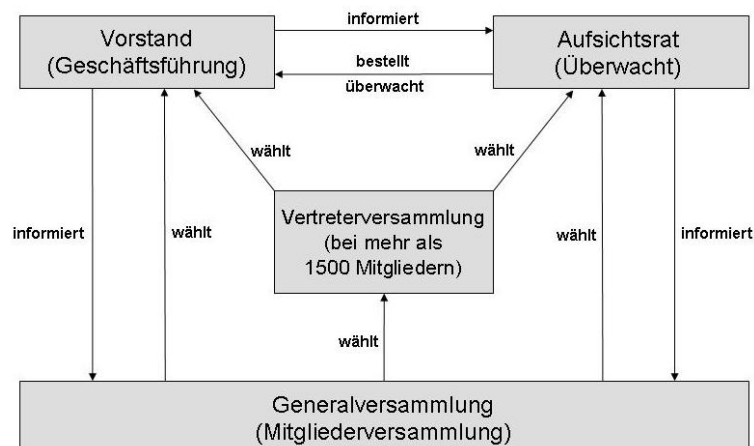 informiert
Vorstand
(Geschäftsführung)
Aufsichtsrat
(Überwacht)
bestellt
überwacht
wählt
wählt
Vertreterversammlung
(bei mehr als
1500 Mitgliedern)
informiert
wählt
wählt
informiert
wählt
Generalversammlung
(Mitgliederversammlung)